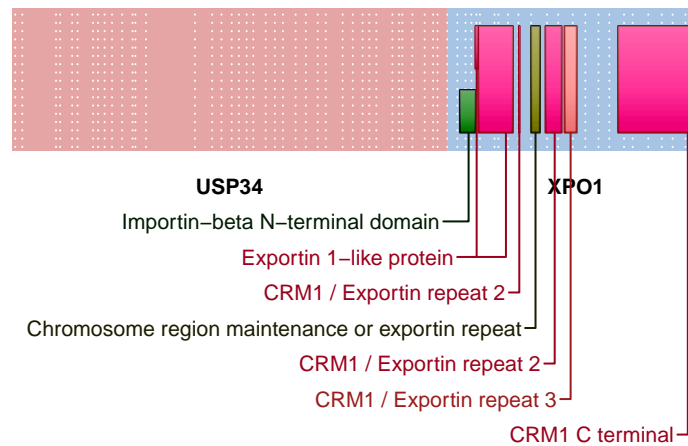 USP34 XPO1
Importin−beta N−terminal domain
Exportin 1−like protein
CRM1 / Exportin repeat 2
Chromosome region maintenance or exportin repeat
CRM1 / Exportin repeat 2
CRM1 / Exportin repeat 3
CRM1 C terminal